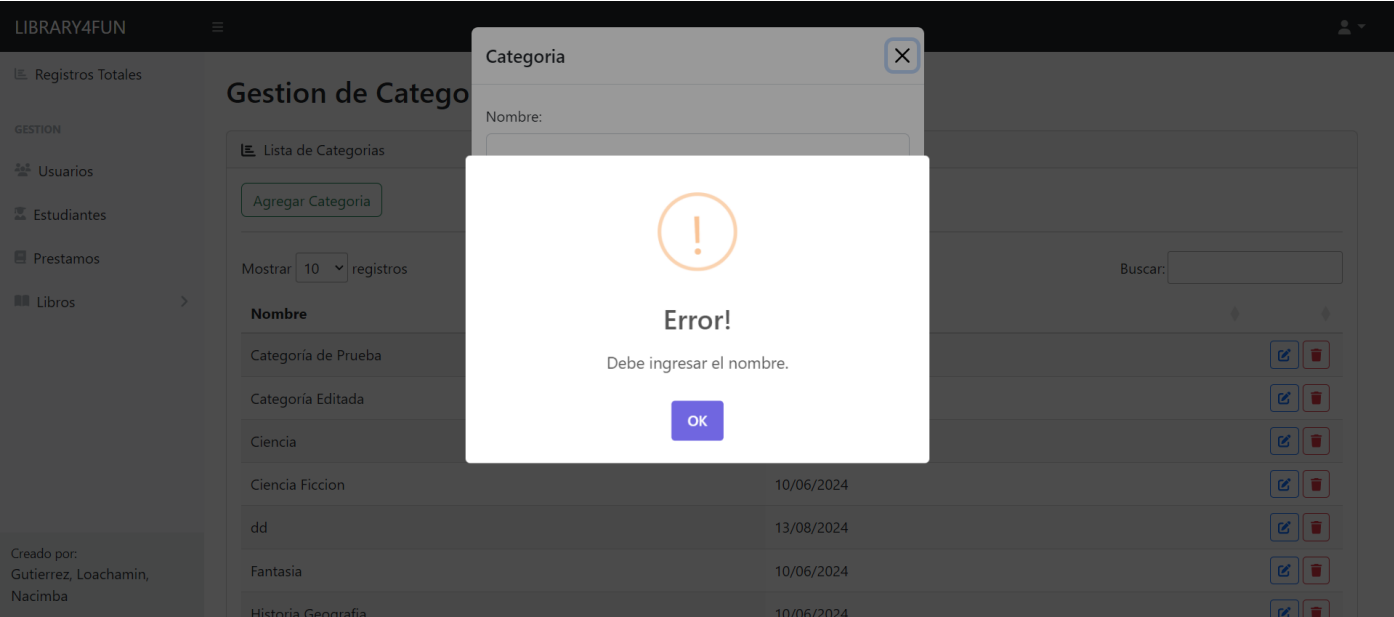 LIBRARY4FUN
Categoria
Registros Totales
Gestion de Catego
Nombre:
GESTION
Lista de Categorias
Usuarios
Agregar Categoria
Estudiantes
Prestamos
Mostrar 10 registros
Buscar:
Libros
Nombre
Error!
Debe ingresar el nombre.
OK
Categoría de Prueba
Categoría Editada
Ciencia
Ciencia Ficcion 10/06/2024
dd 13/08/2024
Fantasia 10/06/2024
Historia Geografia 10/06/2024
Creado por:
Gutierrez, Loachamin,
Nacimba